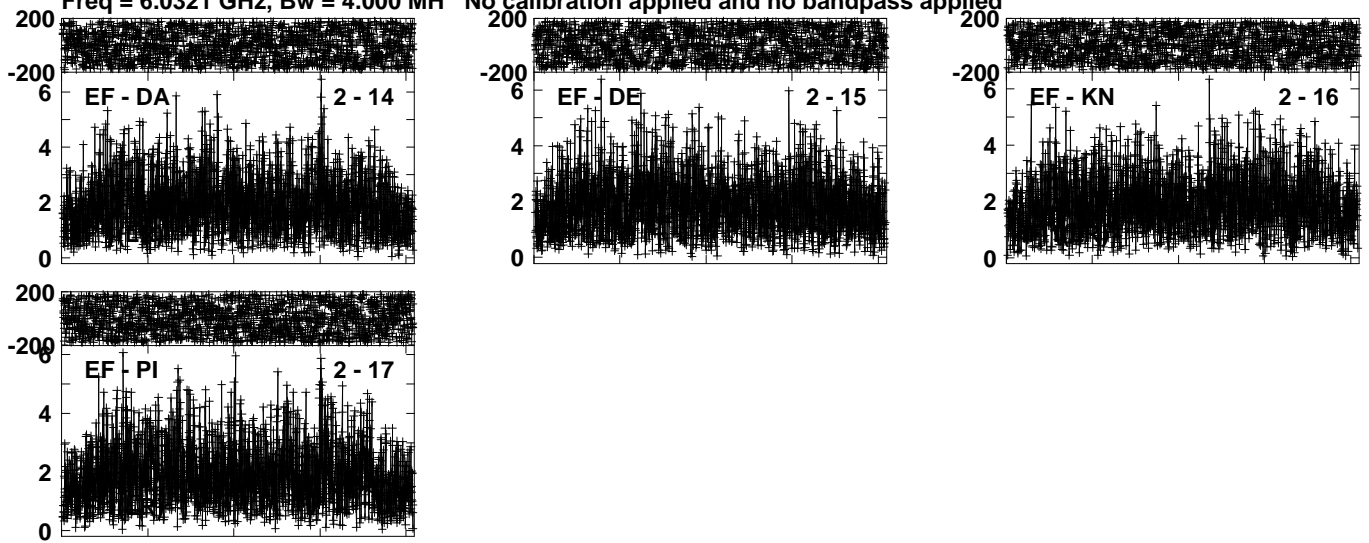 Freq = 6.0321 GHz, Bw = 4.000 MH No calibration applied and no bandpass applied
200 200 200
-200 -200 -200
6 EF - DA 2 - 14 6 EF - DE 2 - 15 6 EF - KN 2 - 16
4 4 4
2 2 2
0 0 0
200
-200
6 EF - PI 2 - 17
4
2
0